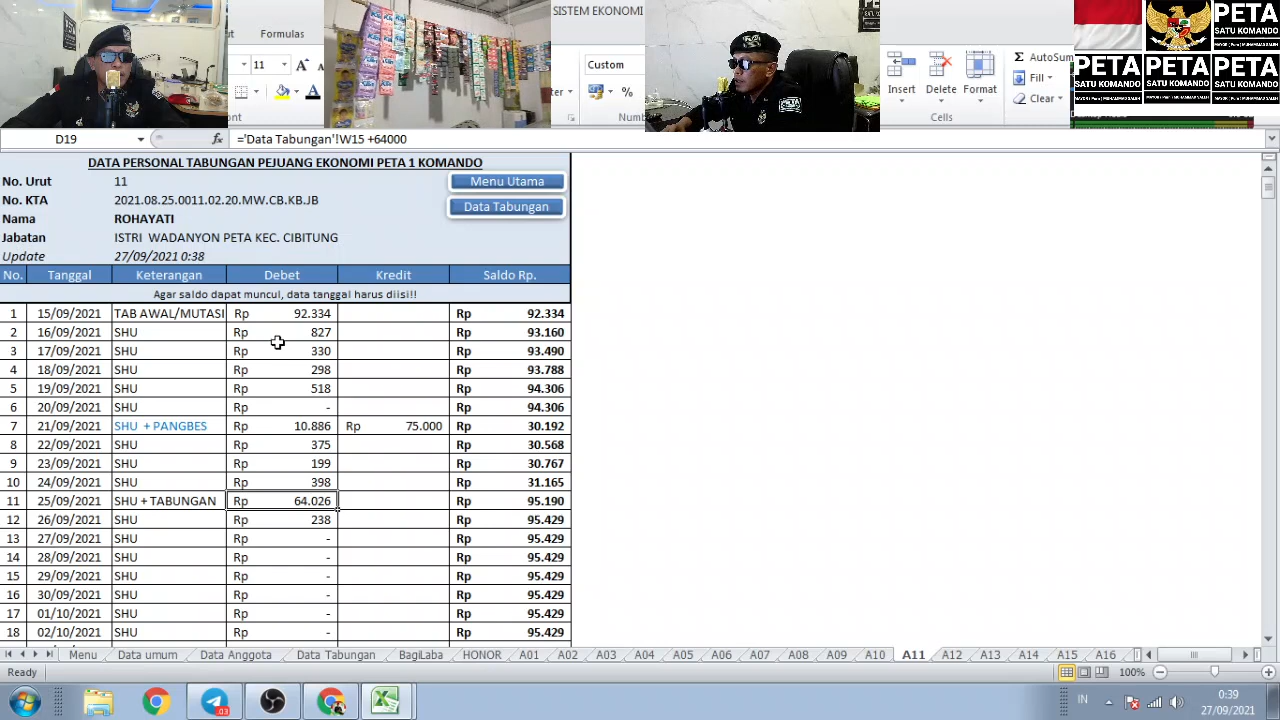 Formulas
SISTEM EKONOMI
PETA
SATU KOMANDO
MAYOR ( Purn ) MUHAMMAD SALEH
PETA
SATU KOMANDO
PETA
SATU KOMANDO
PETA
SATU KOMANDO
11
Custom
%
Insert
Delete
Format
Cells
AutoSum
Fill
Clear
D19
fx
='Data Tabungan'!W15 +64000
DATA PERSONAL TABUNGAN PEJUANG EKONOMI PETA 1 KOMANDO
No. Urut 11
Menu Utama
No. KTA 2021.08.25.0011.02.20.MW.CB.KB.JB
Data Tabungan
Nama ROHAYATI
Jabatan ISTRI WADANYON PETA KEC. CIBITUNG
Update 27/09/2021 0:38
No. Tanggal Keterangan Debet Kredit Saldo Rp.
Agar saldo dapat muncul, data tanggal harus diisi!!
1 15/09/2021 TAB AWAL/MUTASI Rp 92.334 Rp 92.334
2 16/09/2021 SHU Rp 827 Rp 93.160
3 17/09/2021 SHU Rp 330 Rp 93.490
4 18/09/2021 SHU Rp 298 Rp 93.788
5 19/09/2021 SHU Rp 518 Rp 94.306
6 20/09/2021 SHU Rp - Rp 94.306
7 21/09/2021 SHU + PANGBES Rp 10.886 Rp 75.000 Rp 30.192
8 22/09/2021 SHU Rp 375 Rp 30.568
9 23/09/2021 SHU Rp 199 Rp 30.767
10 24/09/2021 SHU Rp 398 Rp 31.165
11 25/09/2021 SHU + TABUNGAN Rp 64.026 Rp 95.190
12 26/09/2021 SHU Rp 238 Rp 95.429
13 27/09/2021 SHU Rp - Rp 95.429
14 28/09/2021 SHU Rp - Rp 95.429
15 29/09/2021 SHU Rp - Rp 95.429
16 30/09/2021 SHU Rp - Rp 95.429
17 01/10/2021 SHU Rp - Rp 95.429
18 02/10/2021 SHU Rp - Rp 95.429
Menu Data umum Data Anggota Data Tabungan BagiLaba HONOR A01 A02 A03 A04 A05 A06 A07 A08 A09 A10 A11 A12 A13 A14 A15 A16
Ready
100%
IN
0:39
27/09/2021